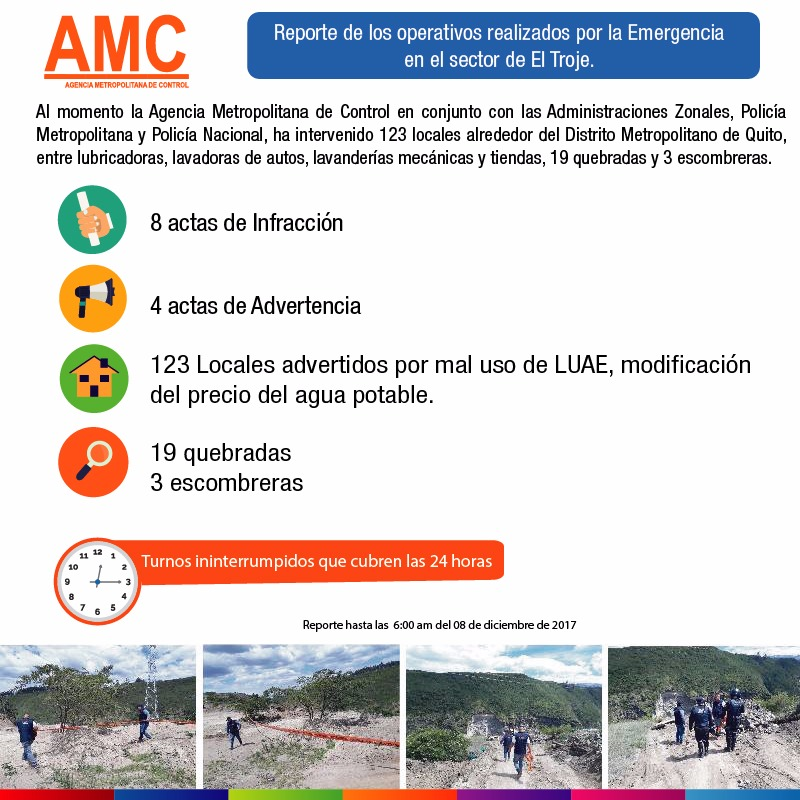 AMC
AGENCIA METROPOLITANA DE CONTROL
Reporte de los operativos realizados por la Emergencia
en el sector de El Troje.
Al momento la Agencia Metropolitana de Control en conjunto con las Administraciones Zonales, Policía
Metropolitana y Policía Nacional, ha intervenido 123 locales alrededor del Distrito Metropolitano de Quito,
entre lubricadoras, lavadoras de autos, lavanderías mecánicas y tiendas, 19 quebradas y 3 escombreras.
8 actas de Infracción
4 actas de Advertencia
123 Locales advertidos por mal uso de LUAE, modificación
del precio del agua potable.
19 quebradas
3 escombreras
12
1
2
3
4
5
6
7
8
9
10
11
Turnos ininterrumpidos que cubren las 24 horas
Reporte hasta las 6:00 am del 08 de diciembre de 2017